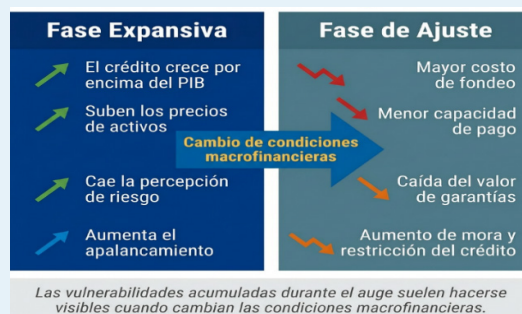 Fase Expansiva
El crédito crece por
encima del PIB
Suben los precios
de activos
Cae la percepción
de riesgo
Aumenta el
apalancamiento
Cambio de condiciones
macrofinancieras
Fase de Ajuste
Mayor costo
de fondeo
Menor capacidad
de pago
Caída del valor
de garantías
Aumento de mora y
restricción del crédito
Las vulnerabilidades acumuladas durante el auge suelen hacerse
visibles cuando cambian las condiciones macrofinancieras.